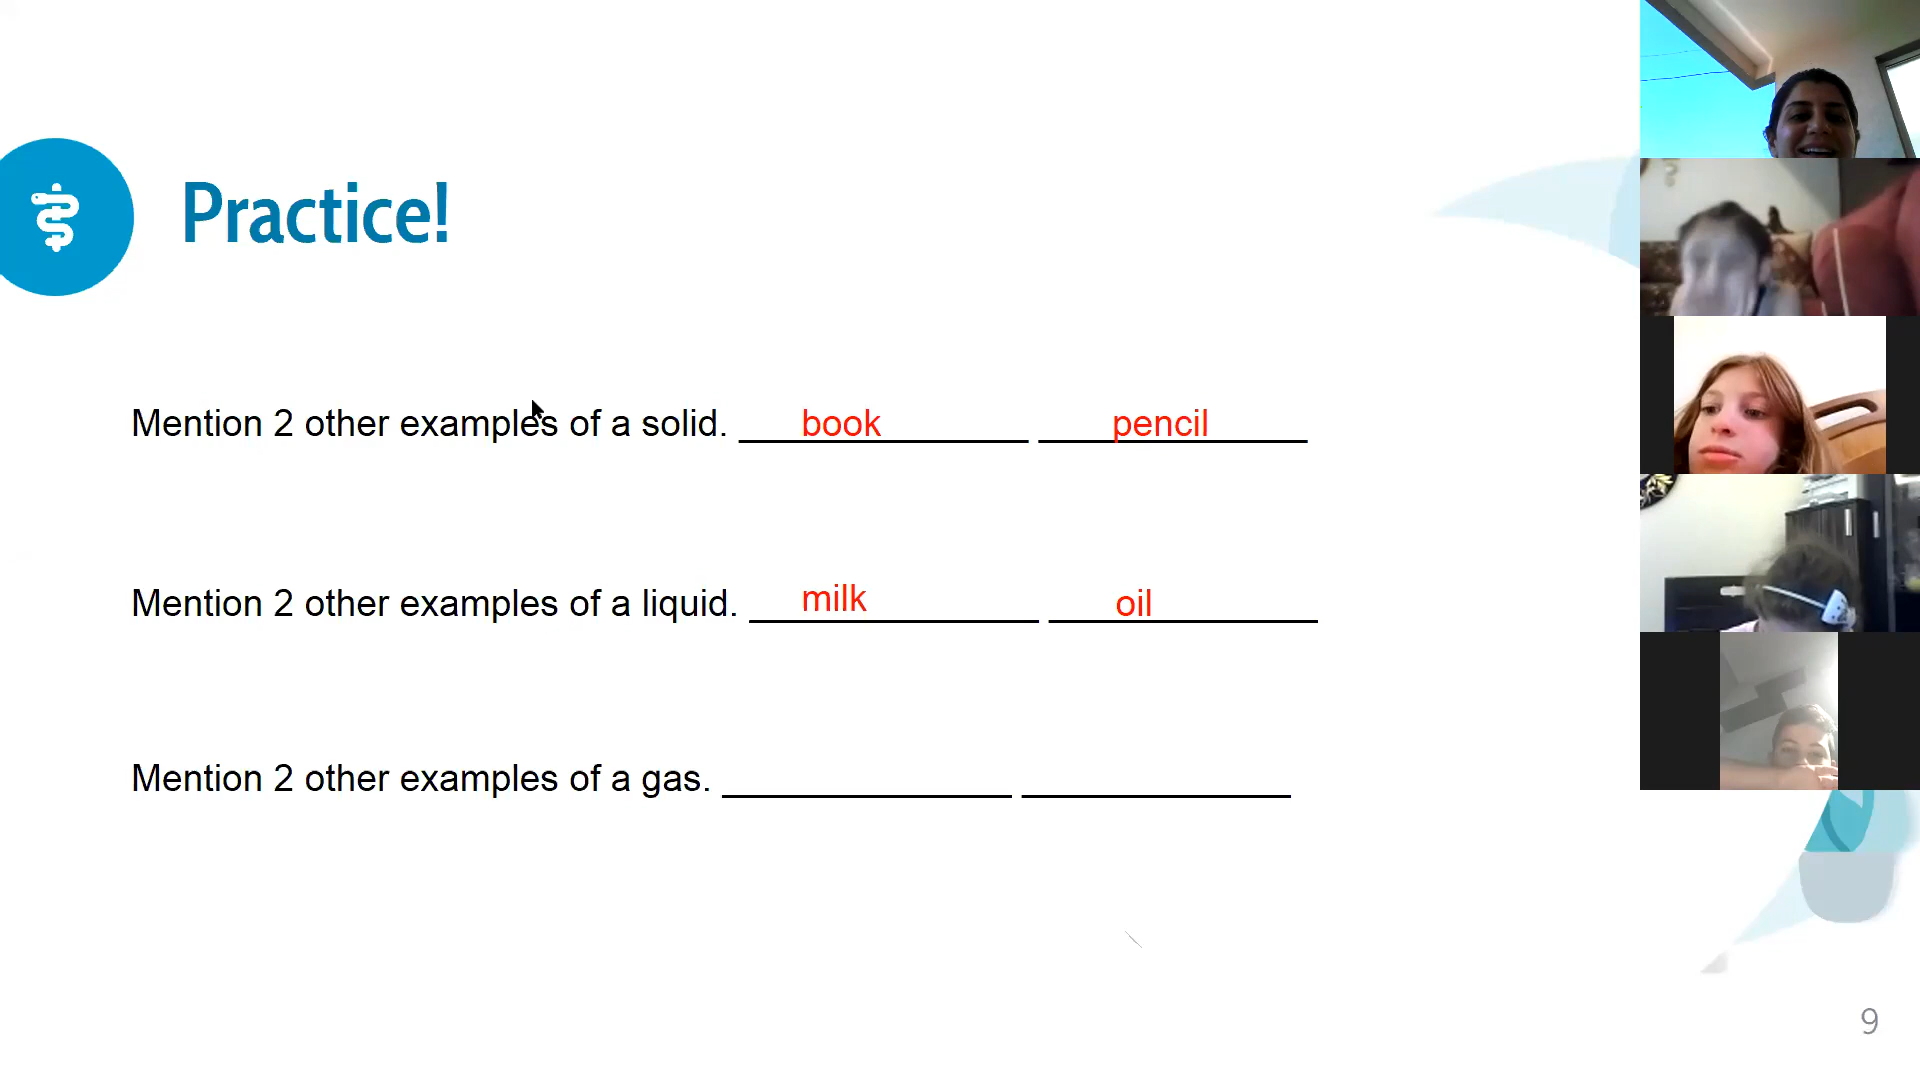 Practice!
Mention 2 other examples of a solid. book pencil
Mention 2 other examples of a liquid. milk oil
Mention 2 other examples of a gas.
9